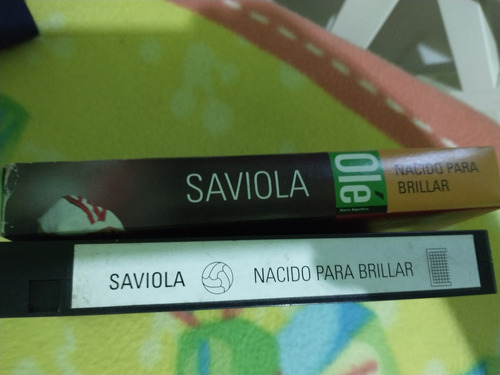 SAVIOLA
Olé
NACIDO PARA
BRILLAR
SAVIOLA NACIDO PARA BRILLAR